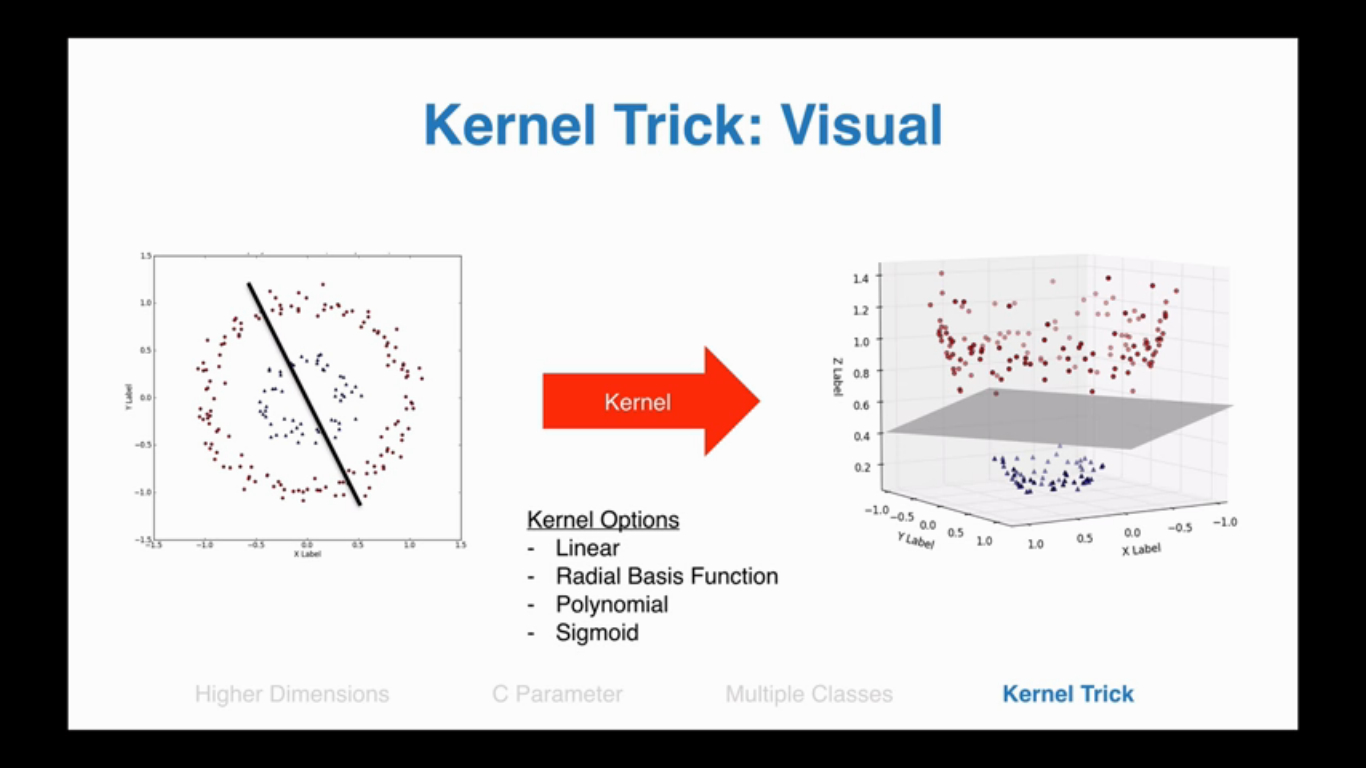 Kernel Trick: Visual
1.5
1.0
0.5
0.0
−0.5
−1.0
−1.5
Y Label
−1.5 −1.0 −0.5 0.0 0.5 1.0 1.5
X Label
Kernel
1.4
1.2
1.0
0.8
0.6
0.4
0.2
Z Label
−1.0 −0.5 0.0 0.5 1.0
Y Label
1.0 0.5 0.0 −0.5 −1.0
X Label
Kernel Options
- Linear
- Radial Basis Function
- Polynomial
- Sigmoid
Higher Dimensions C Parameter Multiple Classes Kernel Trick